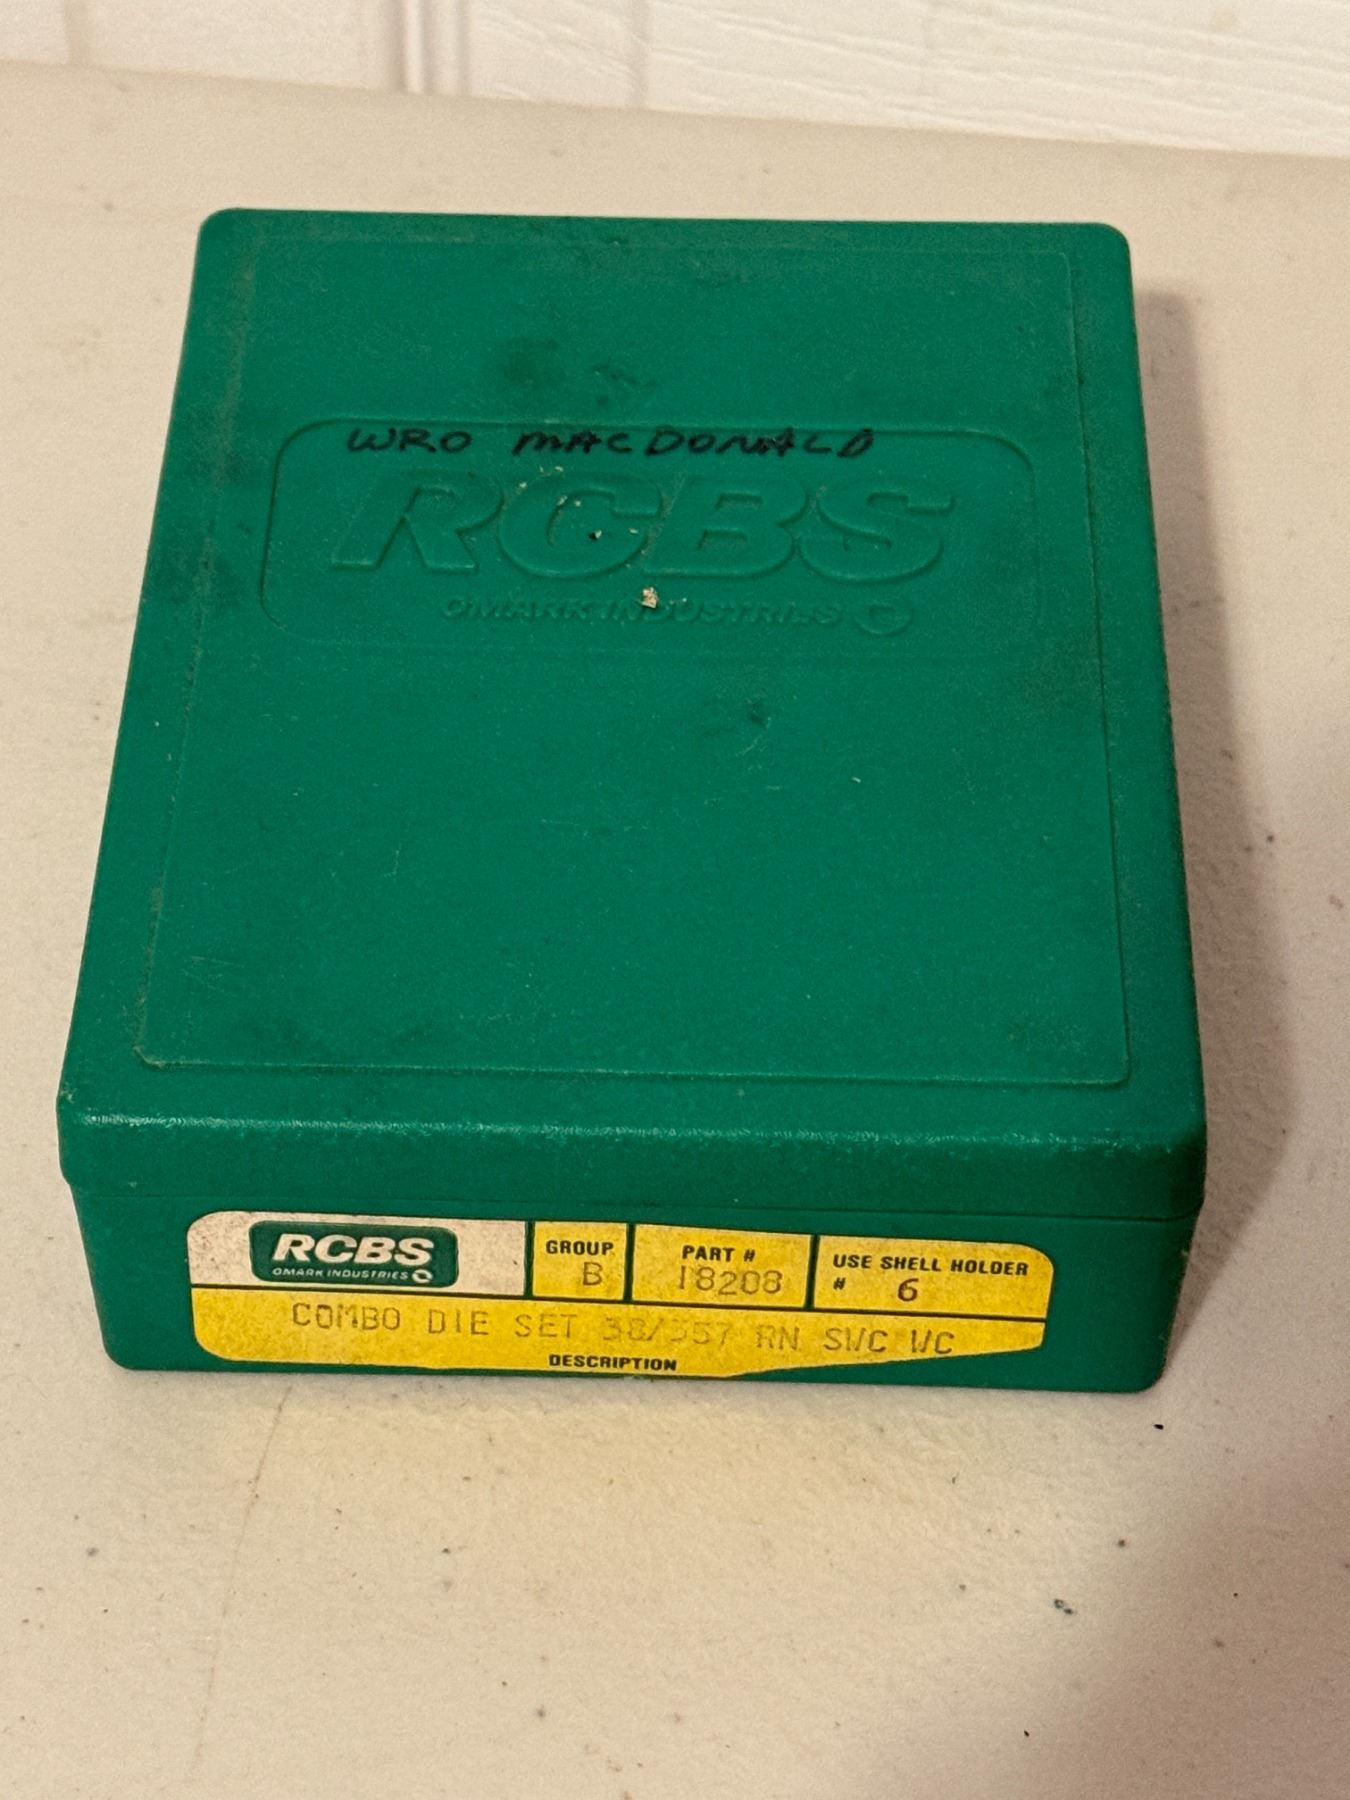 WRO MACDONALD
RCBS
OMARK INDUSTRIES
RCBS
OMARK INDUSTRIES
GROUP
B
PART #
18208
USE SHELL HOLDER
# 6
COMBO DIE SET 38/357 RN SWC WC
DESCRIPTION